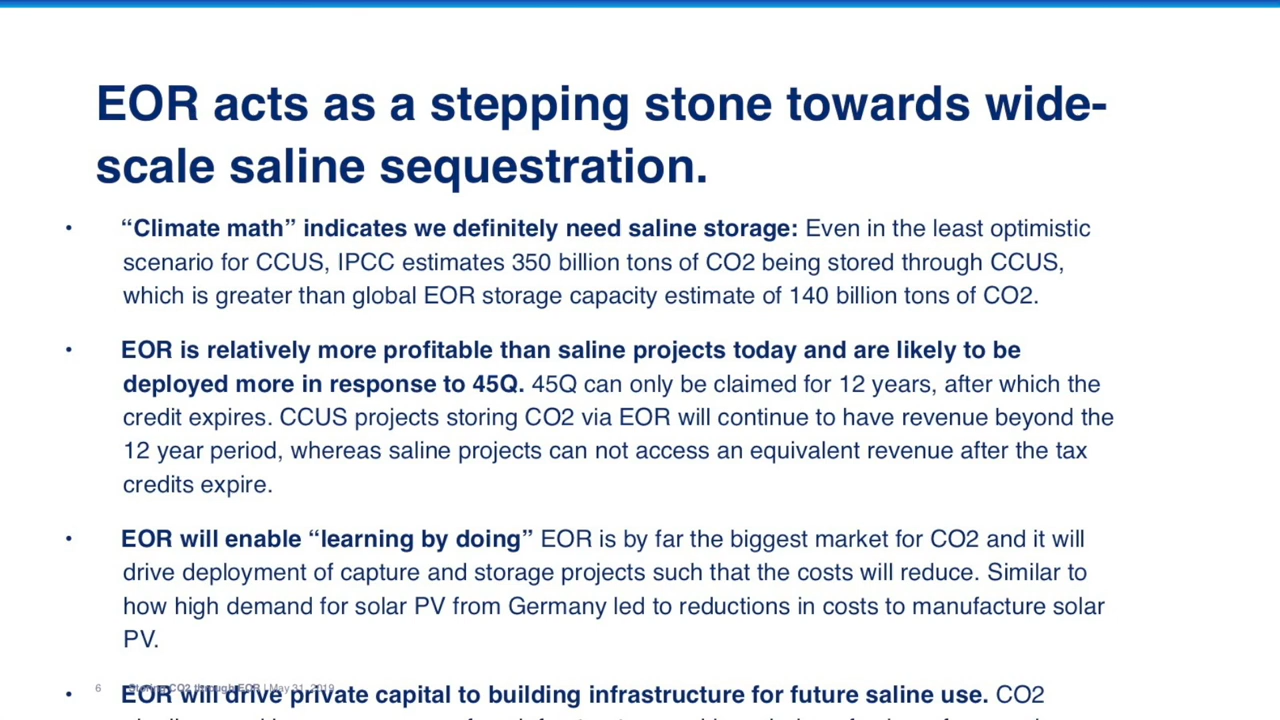 EOR acts as a stepping stone towards wide-
scale saline sequestration.
• “Climate math” indicates we definitely need saline storage: Even in the least optimistic
scenario for CCUS, IPCC estimates 350 billion tons of CO2 being stored through CCUS,
which is greater than global EOR storage capacity estimate of 140 billion tons of CO2.
• EOR is relatively more profitable than saline projects today and are likely to be
deployed more in response to 45Q. 45Q can only be claimed for 12 years, after which the
credit expires. CCUS projects storing CO2 via EOR will continue to have revenue beyond the
12 year period, whereas saline projects can not access an equivalent revenue after the tax
credits expire.
• EOR will enable “learning by doing” EOR is by far the biggest market for CO2 and it will
drive deployment of capture and storage projects such that the costs will reduce. Similar to
how high demand for solar PV from Germany led to reductions in costs to manufacture solar
PV.
• EOR will drive private capital to building infrastructure for future saline use. CO2
6 Storing CO2 through EOR | May 31, 2019